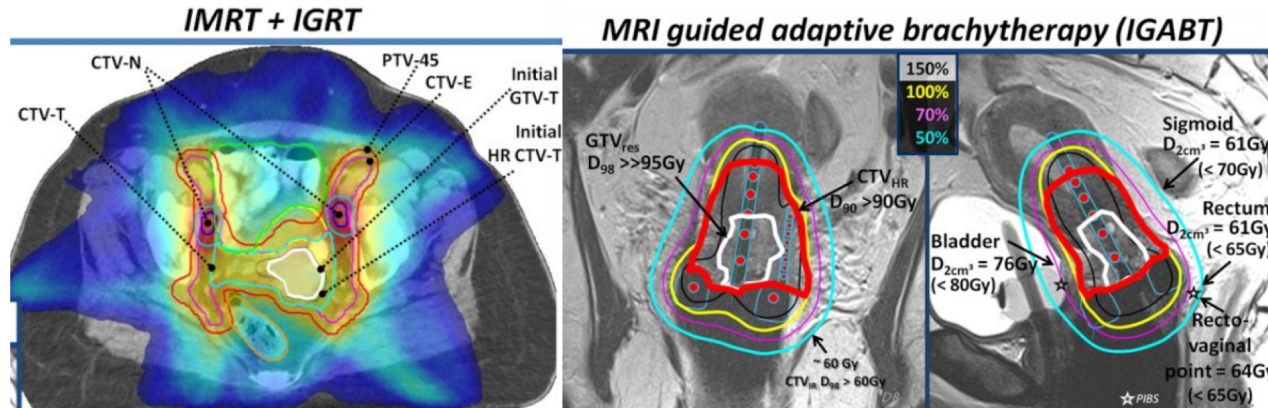 IMRT + IGRT
CTV-N
CTV-T
PTV-45
CTV-E
Initial
GTV-T
Initial
HR CTV-T
MRI guided adaptive brachytherapy (IGABT)
150%
100%
70%
50%
GTVres
D98 >>95Gy
CTVHR
D90 >90Gy
~ 60 Gy
CTVIR D98 > 60Gy
DB
Sigmoid
D2cm³ = 61Gy
(< 70Gy)
Rectum
D2cm³ = 61Gy
(< 65Gy)
Bladder
D2cm³ = 76Gy
(< 80Gy)
Recto-
vaginal
point = 64Gy
(< 65Gy)
☆PIBS